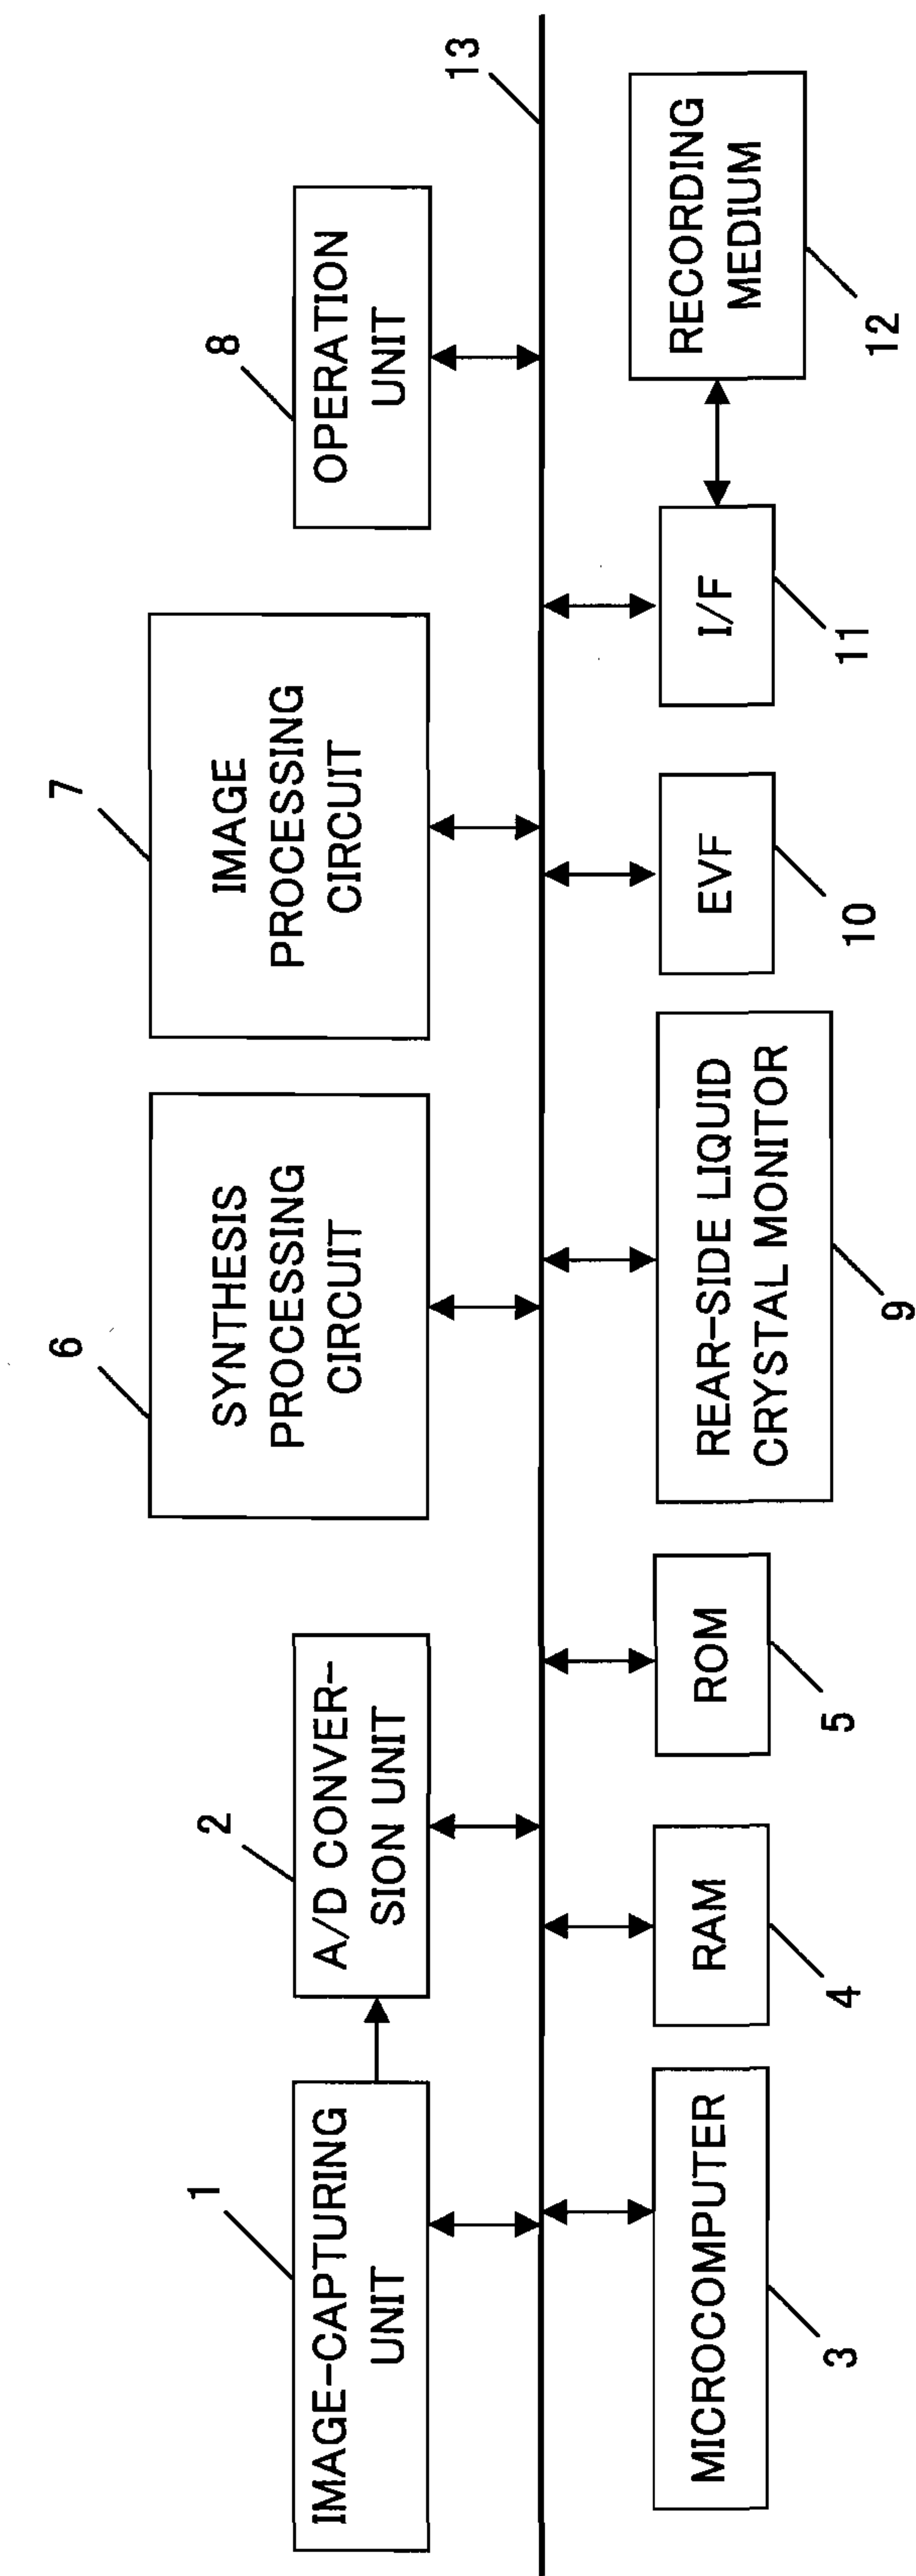 1
IMAGE-CAPTURING
UNIT
2
A/D CONVER-
SION UNIT
6
SYNTHESIS
PROCESSING
CIRCUIT
7
IMAGE
PROCESSING
CIRCUIT
8
OPERATION
UNIT
13
MICROCOMPUTER
3
RAM
4
ROM
5
REAR-SIDE LIQUID
CRYSTAL MONITOR
9
EVF
10
I/F
11
RECORDING
MEDIUM
12